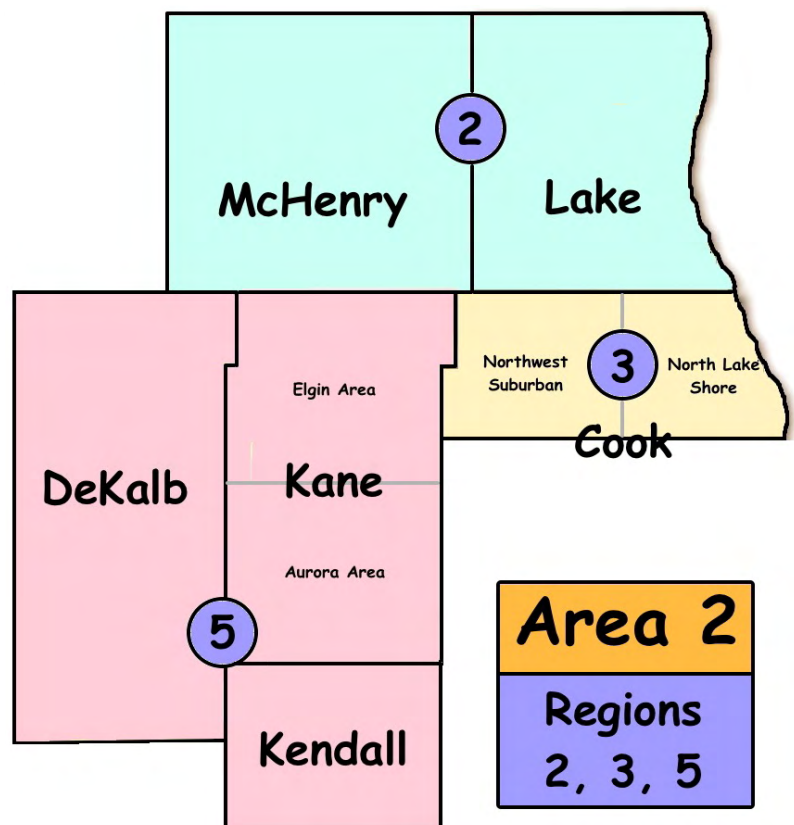 2
McHenry
Lake
Northwest
Suburban
3
North Lake
Shore
Cook
Elgin Area
DeKalb
Kane
Aurora Area
5
Kendall
Area 2
Regions
2, 3, 5